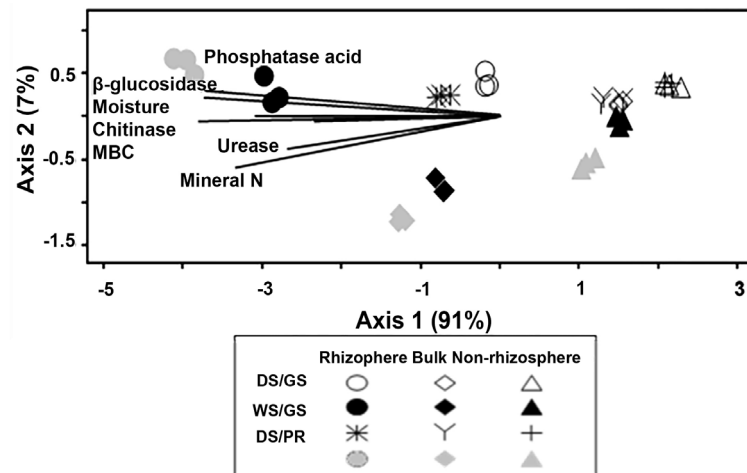 Phosphatase acid
β-glucosidase
Moisture
Chitinase
MBC
Urease
Mineral N
Axis 2 (7%)
0.5
0
-0.5
-1.5
-5 -3 -1 1 3
Axis 1 (91%)
Rhizophere Bulk Non-rhizosphere
DS/GS
WS/GS
DS/PR